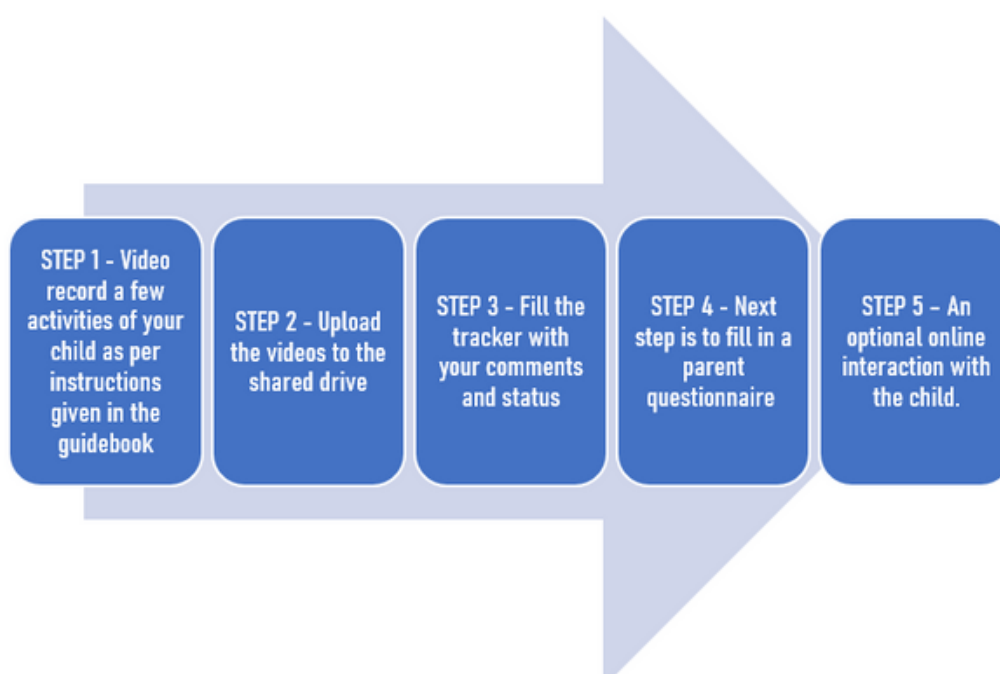 STEP 1 - Video
record a few
activities of your
child as per
instructions
given in the
guidebook
STEP 2 - Upload
the videos to the
shared drive
STEP 3 - Fill the
tracker with
your comments
and status
STEP 4 - Next
step is to fill in a
parent
questionnaire
STEP 5 – An
optional online
interaction with
the child.